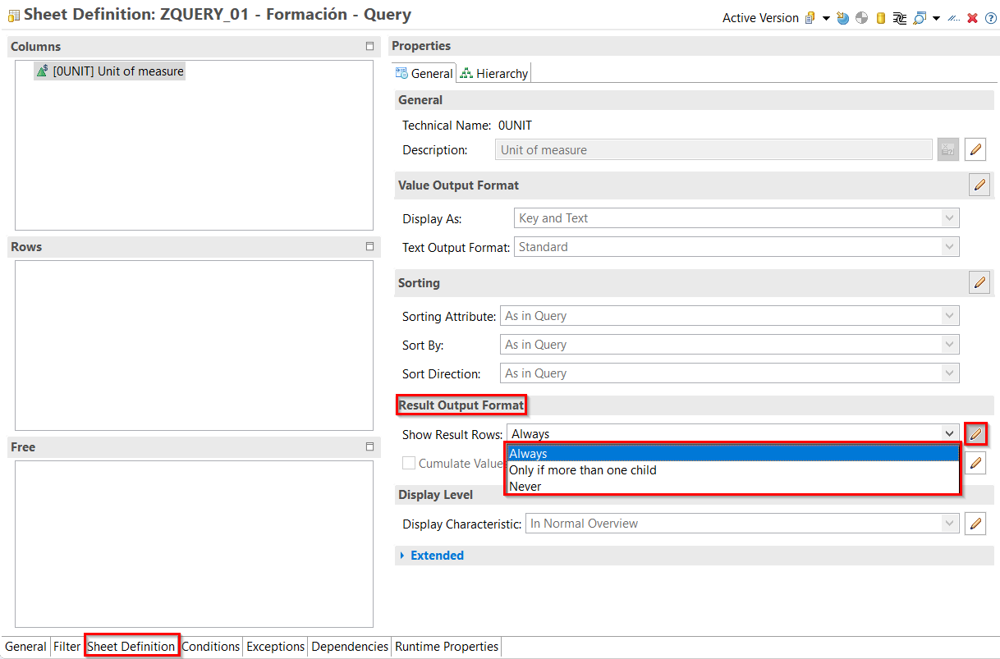 Sheet Definition: ZQUERY_01 - Formación - Query
Active Version
Columns
[0UNIT] Unit of measure
Rows
Free
Properties
General Hierarchy
General
Technical Name: 0UNIT
Description: Unit of measure
Value Output Format
Display As: Key and Text
Text Output Format: Standard
Sorting
Sorting Attribute: As in Query
Sort By: As in Query
Sort Direction: As in Query
Result Output Format
Show Result Rows: Always
Always
Only if more than one child
Never
Cumulate Value
Display Level
Display Characteristic: In Normal Overview
Extended
General Filter Sheet Definition Conditions Exceptions Dependencies Runtime Properties